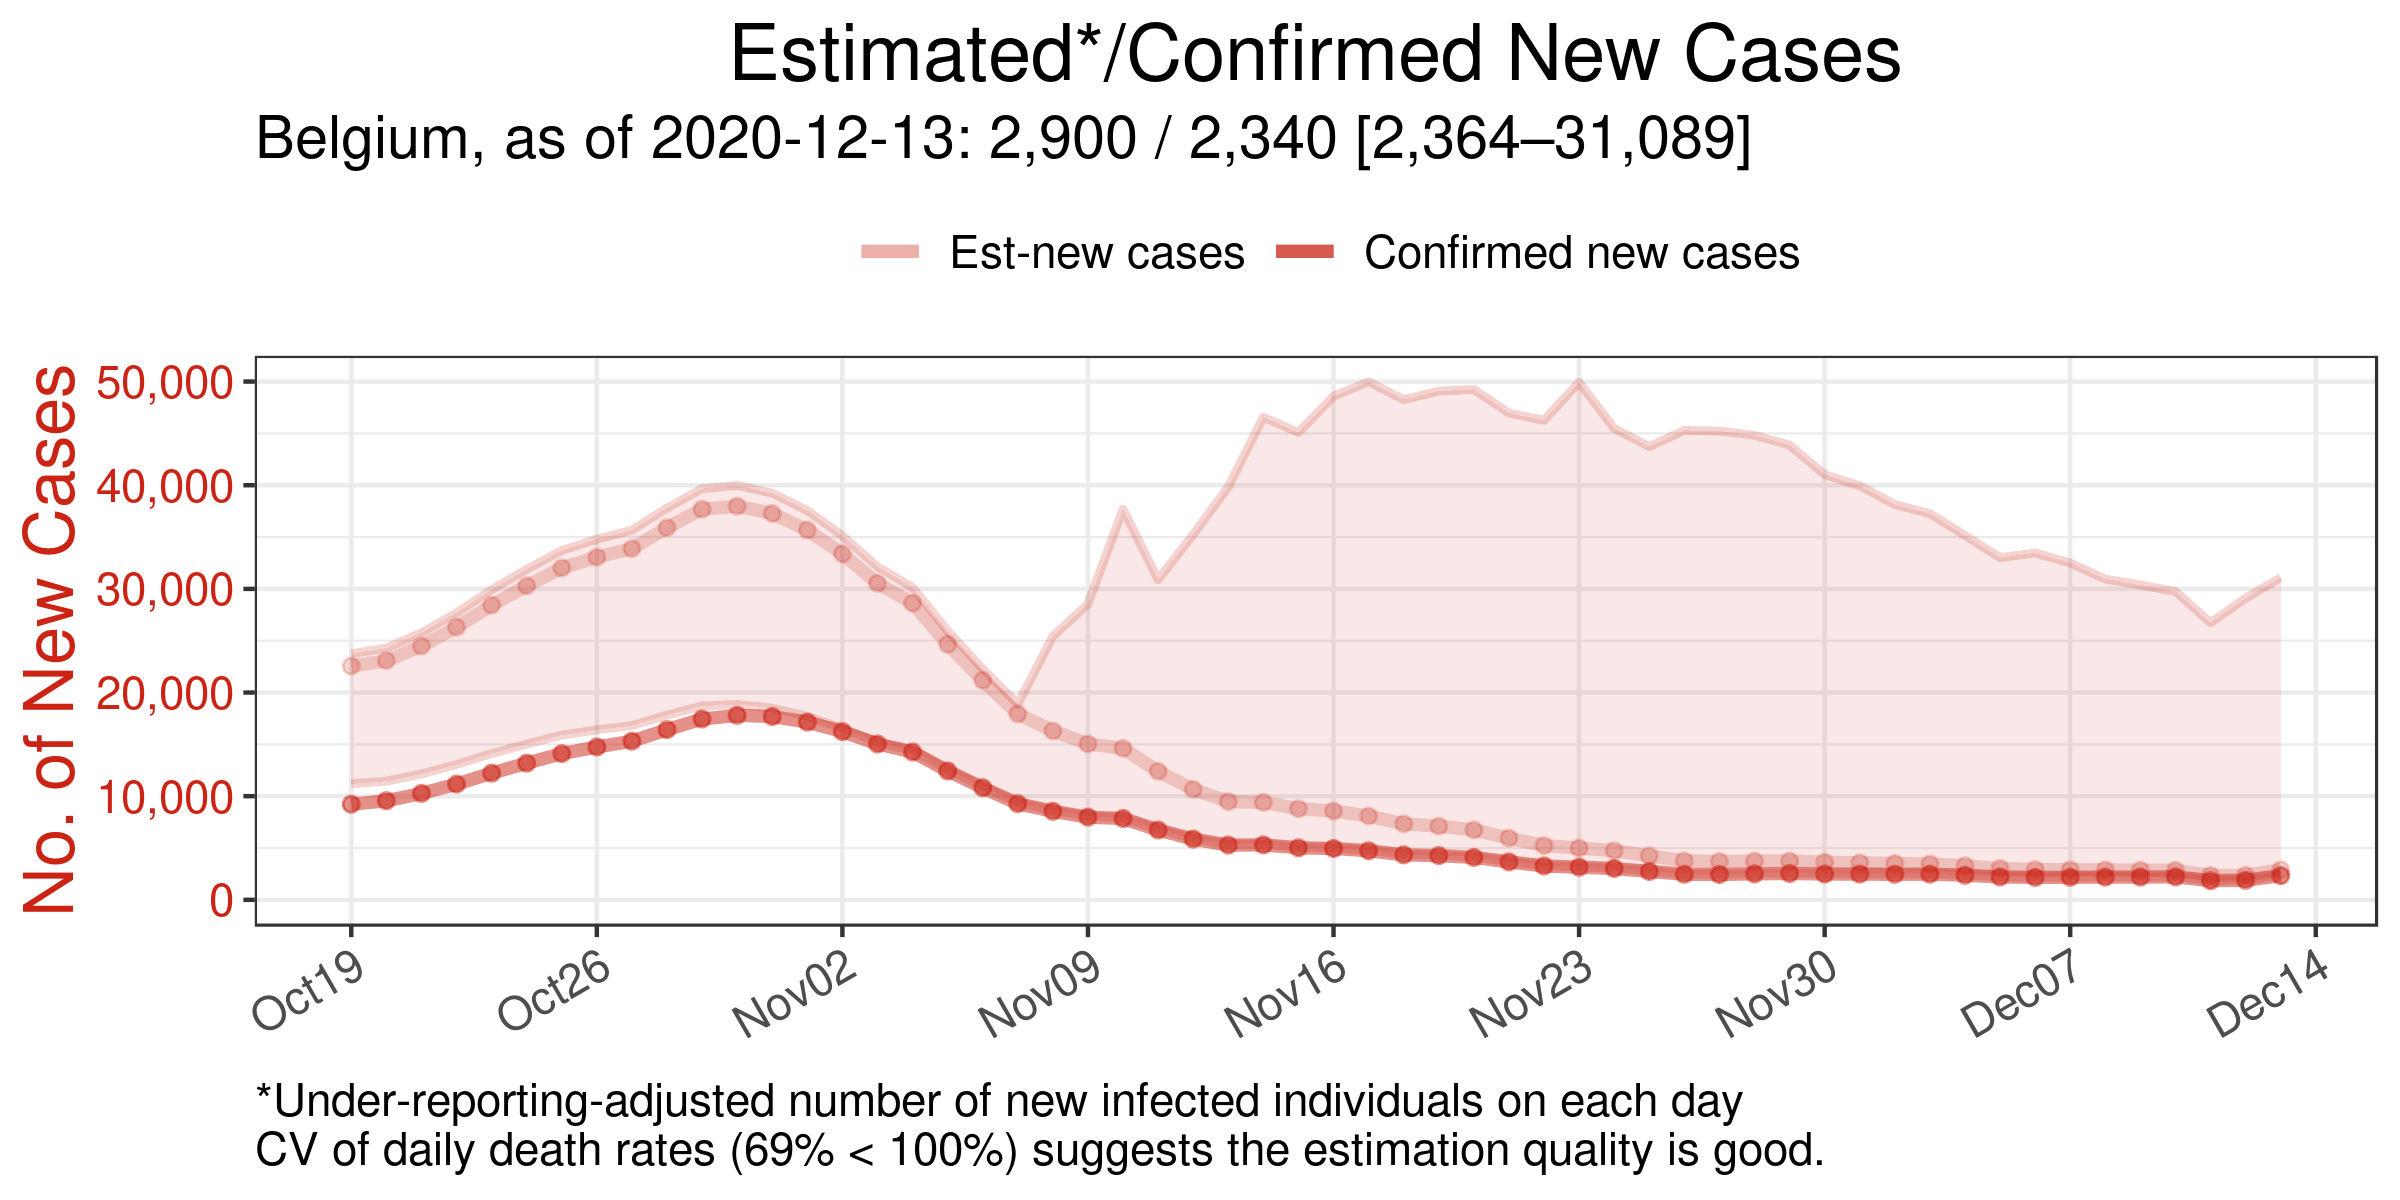 Estimated*/Confirmed New Cases
Belgium, as of 2020-12-13: 2,900 / 2,340 [2,364–31,089]
Est-new cases
Confirmed new cases
No. of New Cases
50,000
40,000
30,000
20,000
10,000
0
Oct19
Oct26
Nov02
Nov09
Nov16
Nov23
Nov30
Dec07
Dec14
*Under-reporting-adjusted number of new infected individuals on each day
CV of daily death rates (69% < 100%) suggests the estimation quality is good.